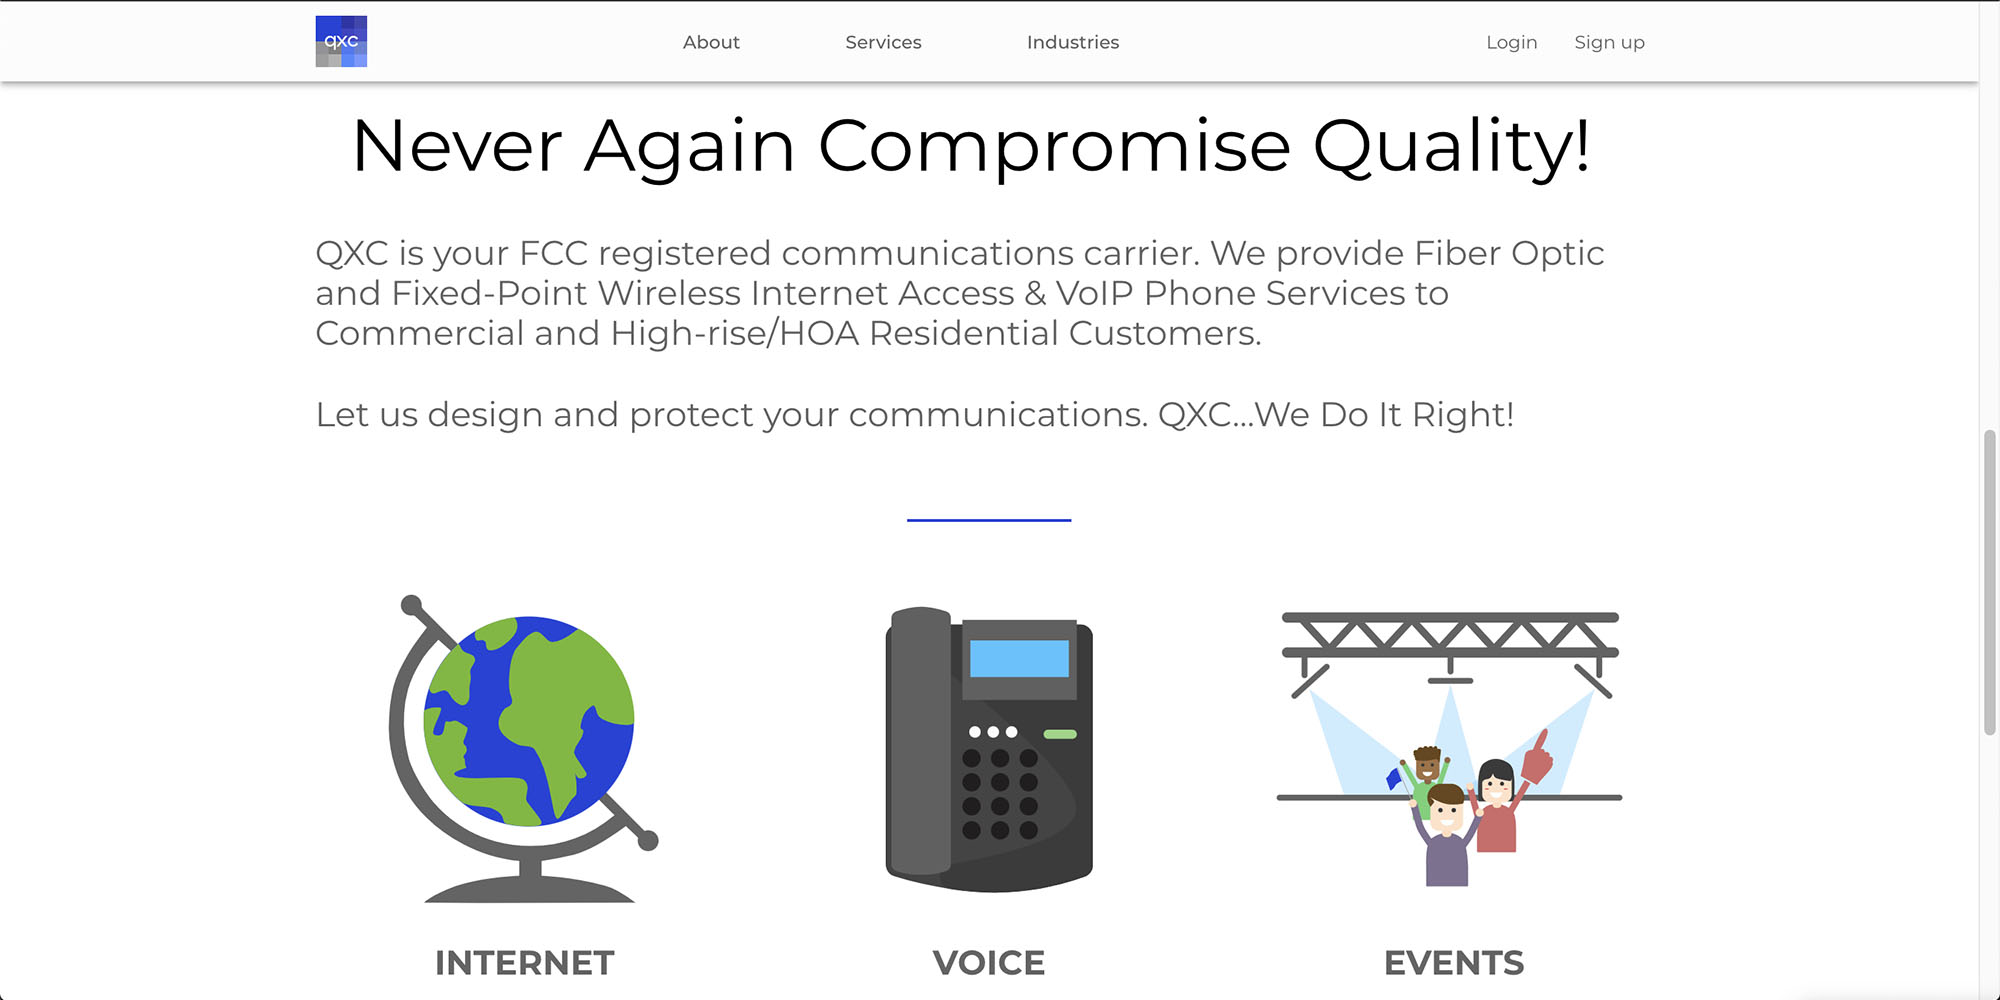 qxc
About
Services
Industries
Login
Sign up
Never Again Compromise Quality!
QXC is your FCC registered communications carrier. We provide Fiber Optic
and Fixed-Point Wireless Internet Access & VoIP Phone Services to
Commercial and High-rise/HOA Residential Customers.
Let us design and protect your communications. QXC...We Do It Right!
INTERNET
VOICE
EVENTS